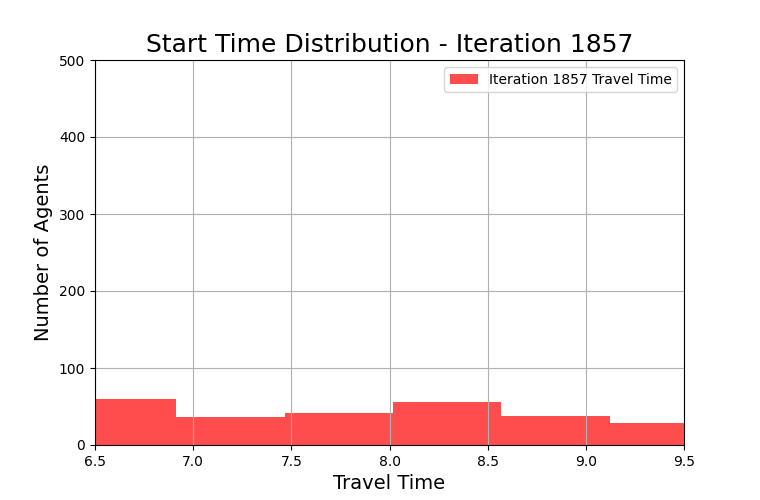 Start Time Distribution - Iteration 1857
500
400
300
200
100
0
Number of Agents
Iteration 1857 Travel Time
6.5 7.0 7.5 8.0 8.5 9.0 9.5
Travel Time